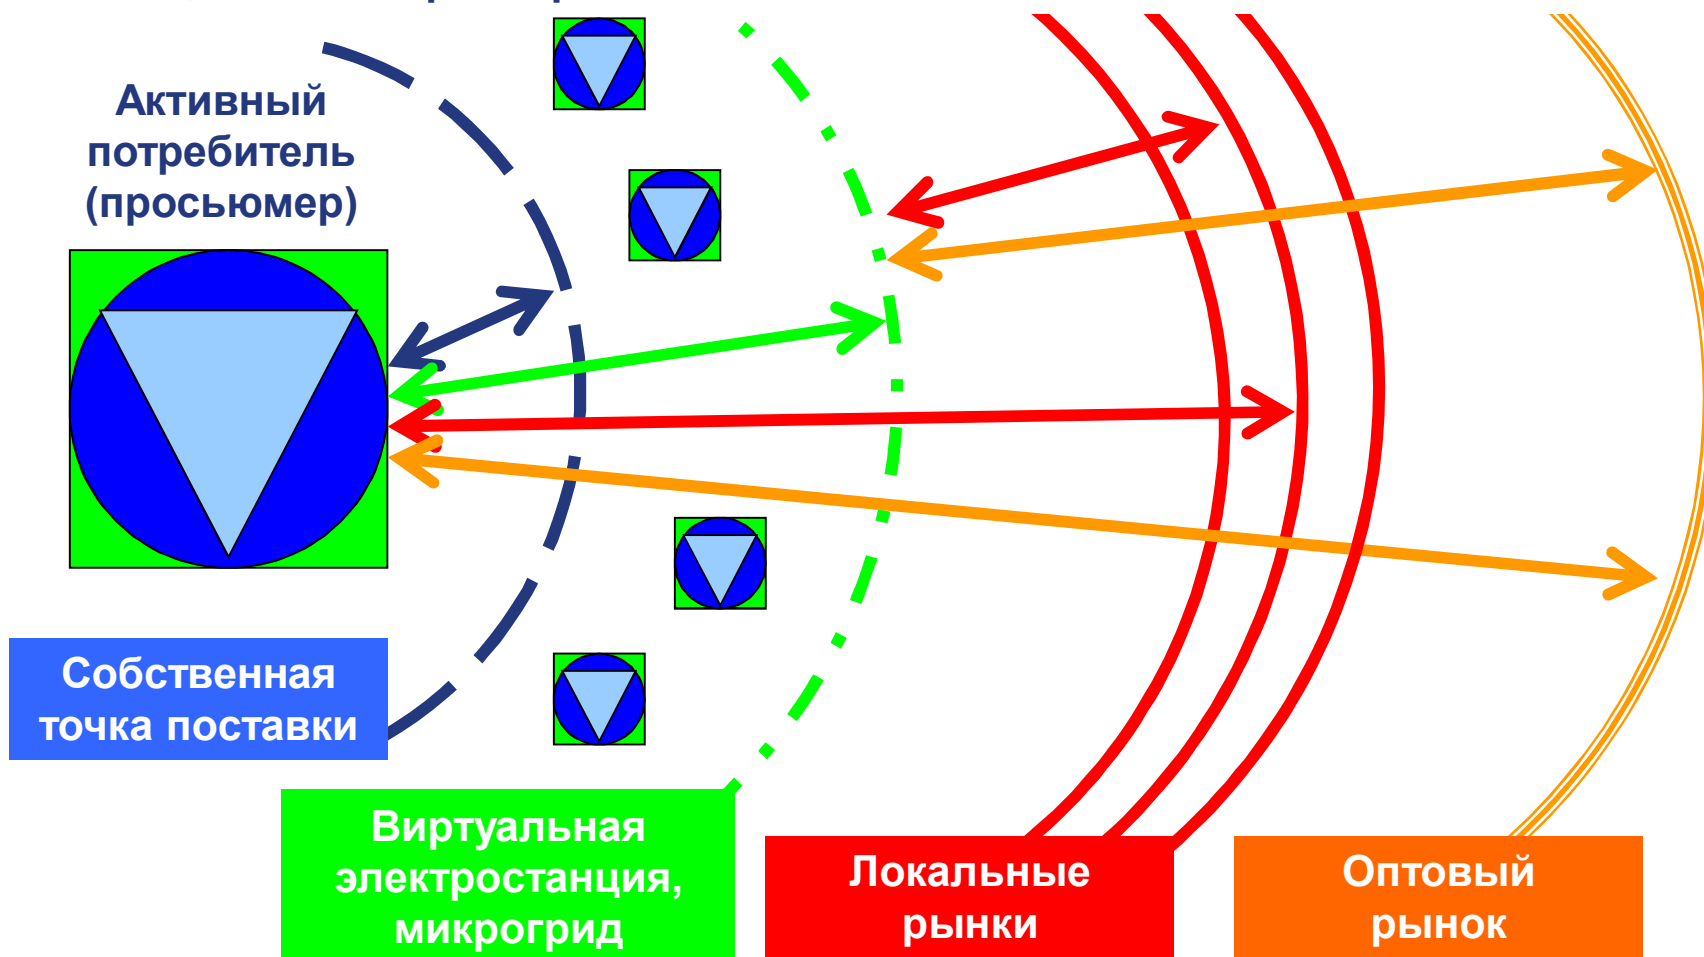 Активный
потребитель
(просьюмер)
Собственная
точка поставки
Виртуальная
электростанция,
микрогрид
Локальные
рынки
Оптовый
рынок